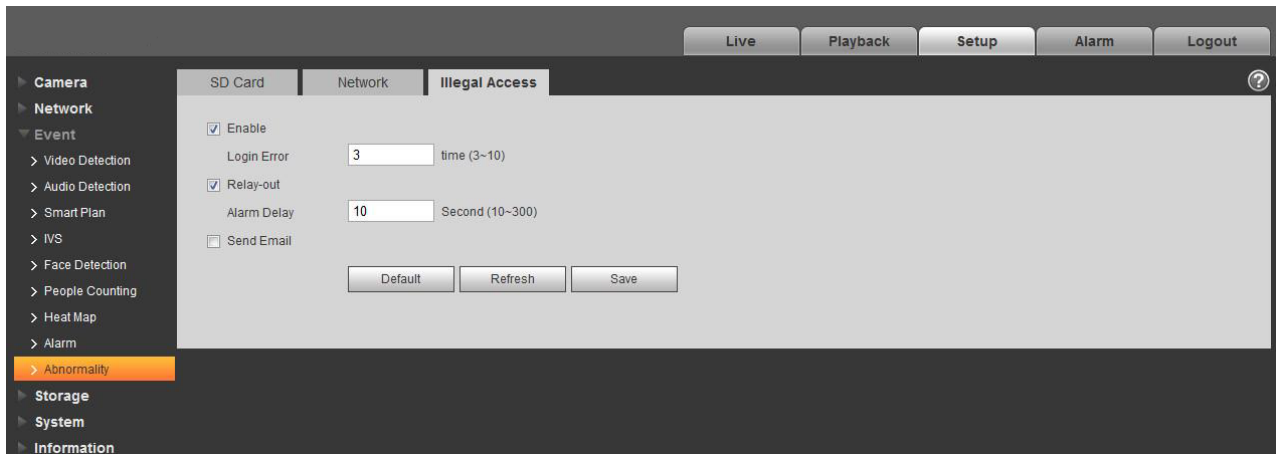 Live Playback Setup Alarm Logout
Camera
Network
Event
Video Detection
Audio Detection
Smart Plan
IVS
Face Detection
People Counting
Heat Map
Alarm
Abnormality
Storage
System
Information
SD Card Network Illegal Access ?
Enable
Login Error 3 time (3~10)
Relay-out
Alarm Delay 10 Second (10~300)
Send Email
Default Refresh Save